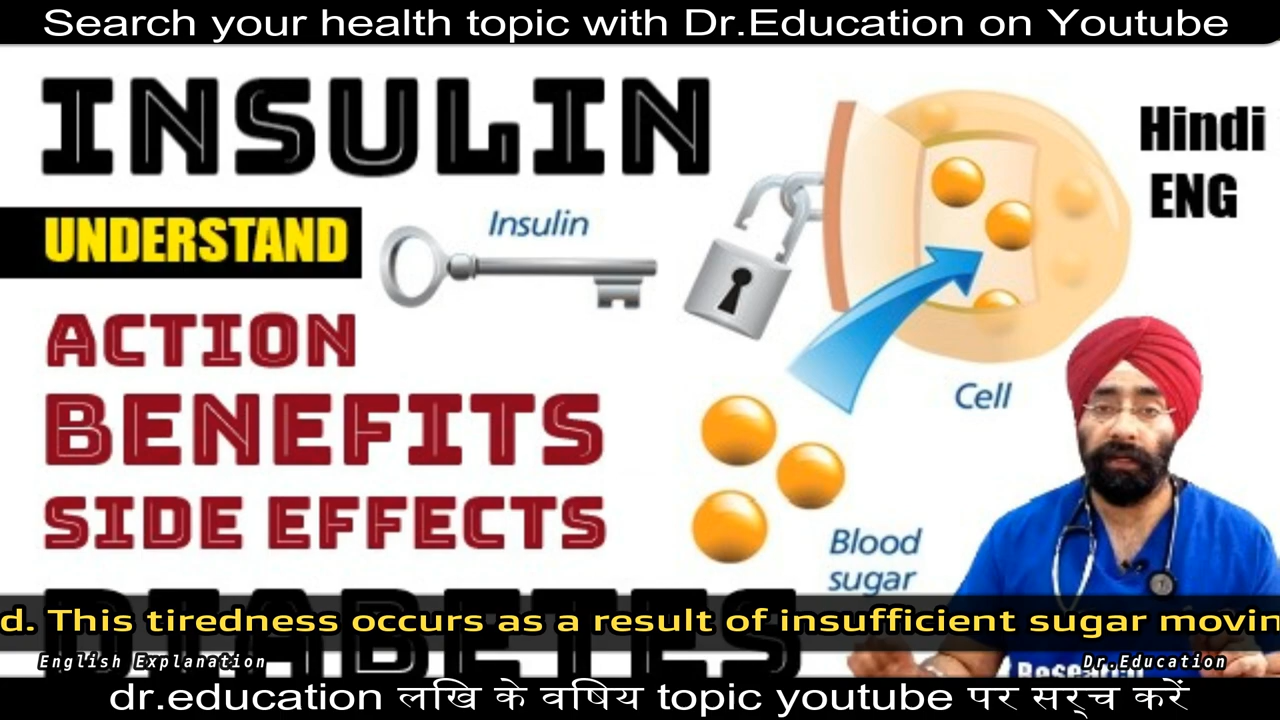 Search your health topic with Dr.Education on Youtube
INSULIN
Hindi
ENG
UNDERSTAND
Insulin
ACTION
BENEFITS
SIDE EFFECTS
Cell
Blood
sugar
DIABETES
d. This tiredness occurs as a result of insufficient sugar movin
English Explanation
Dr.Education
Research
dr.education लखि के वषिय topic youtube पर सर्च करें